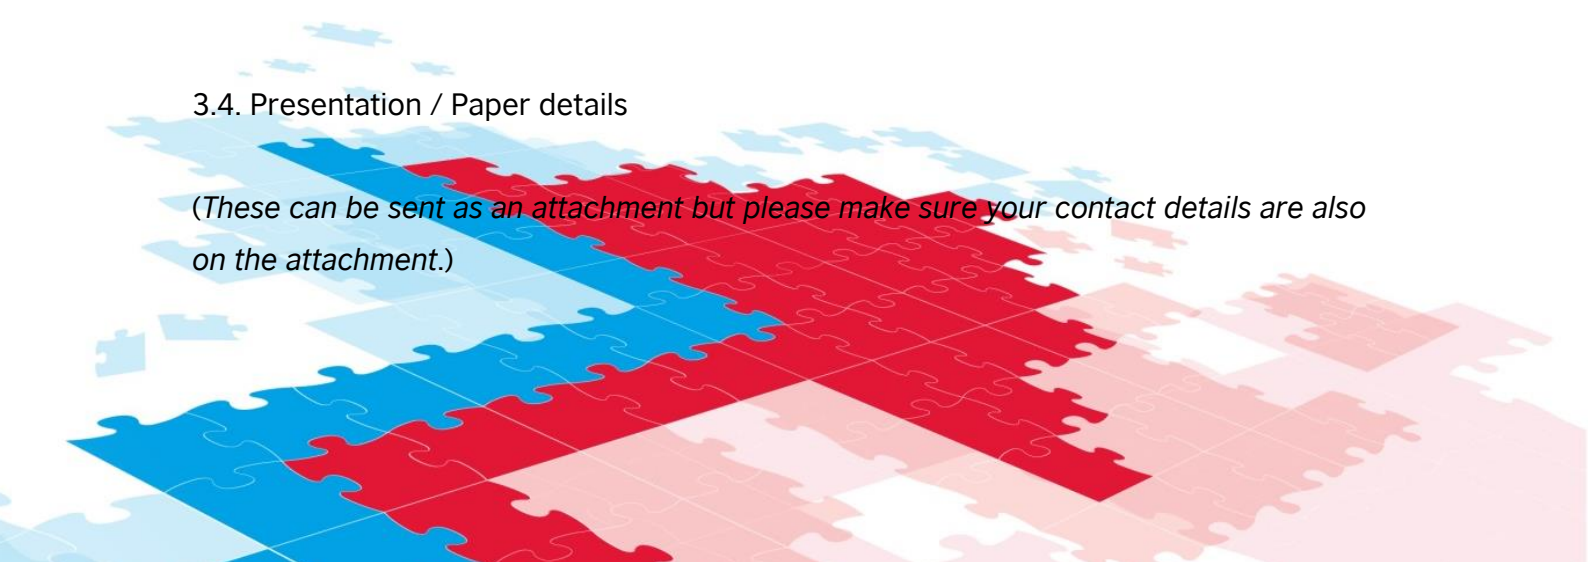 3.4. Presentation / Paper details
(These can be sent as an attachment but please make sure your contact details are also
on the attachment.)